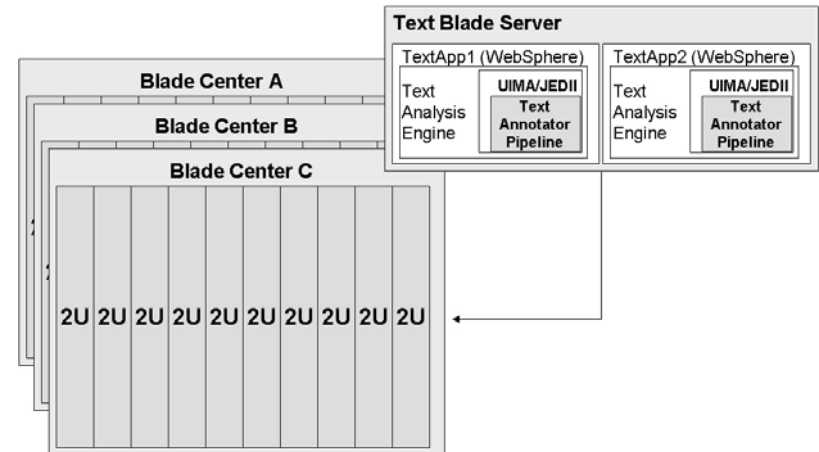 Text Blade Server
TextApp1 (WebSphere)
Text
Analysis
Engine
UIMA/JEDII
Text
Annotator
Pipeline
TextApp2 (WebSphere)
Text
Analysis
Engine
UIMA/JEDII
Text
Annotator
Pipeline
Blade Center A
Blade Center B
Blade Center C
2U 2U 2U 2U 2U 2U 2U 2U 2U 2U